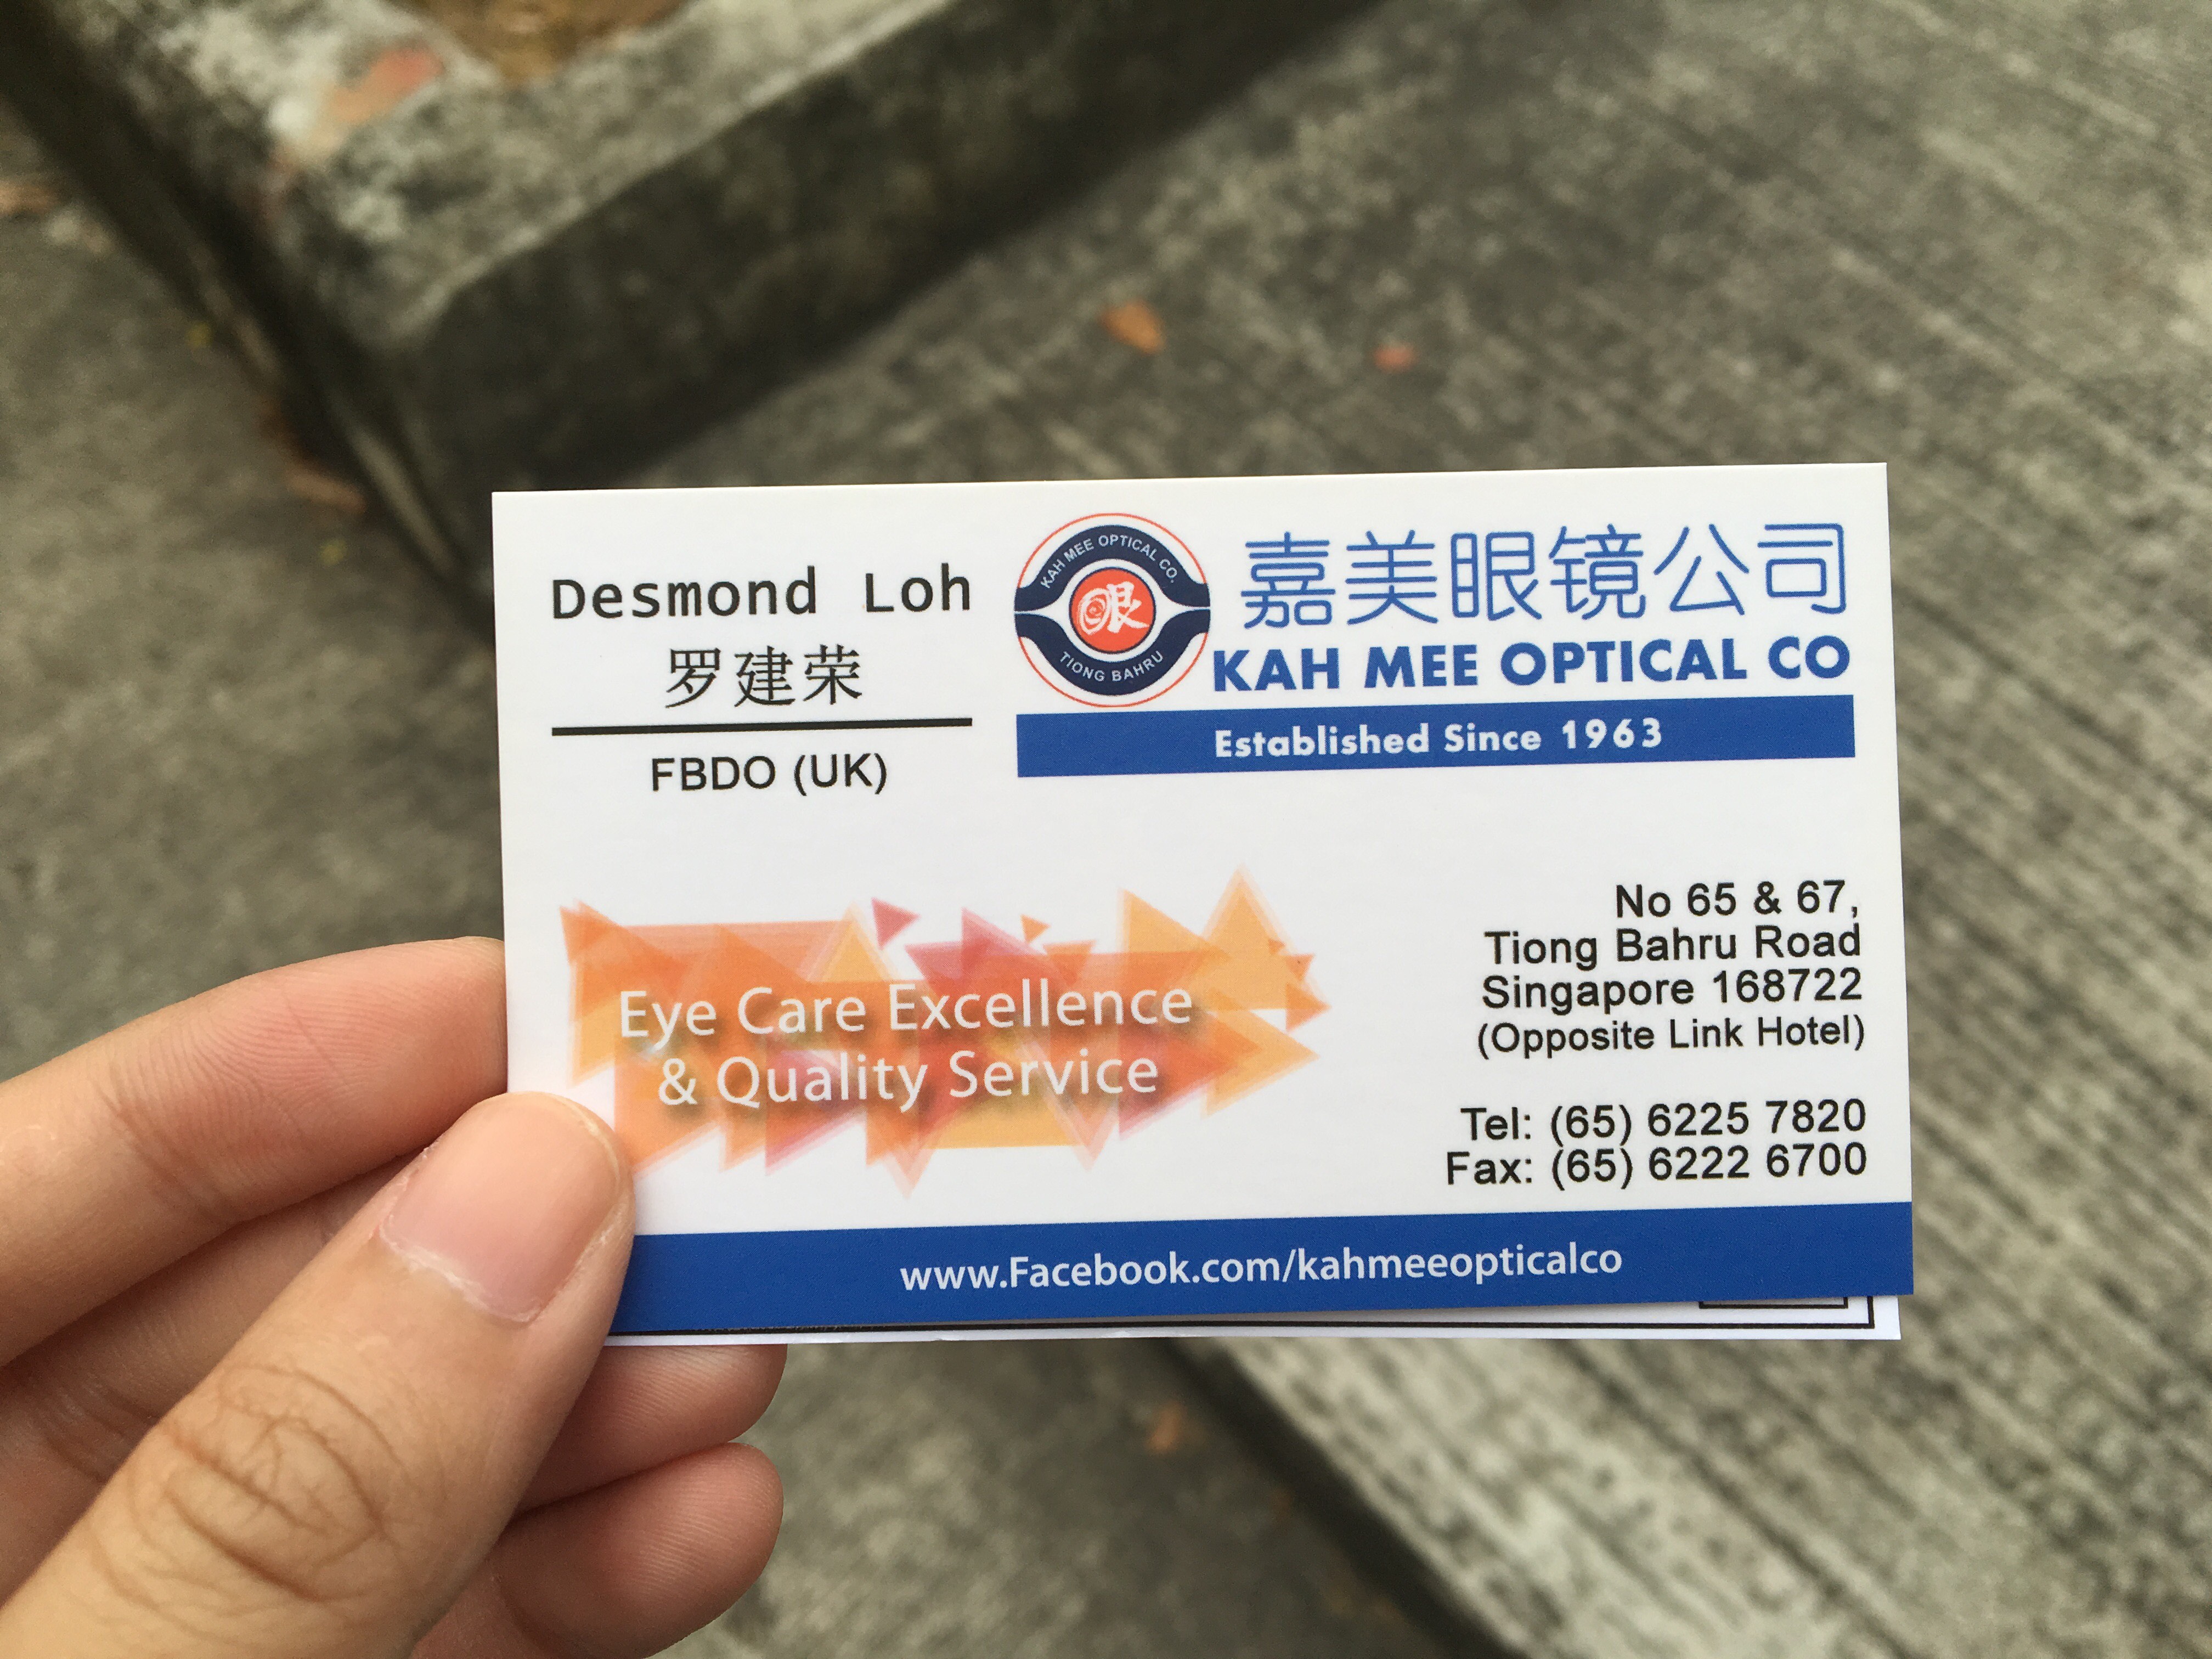 Desmond Loh
罗建荣
FBDO (UK)
KAH MEE OPTICAL CO.
眼
TIONG BAHRU
嘉美眼镜公司
KAH MEE OPTICAL CO
Established Since 1963
Eye Care Excellence
& Quality Service
No 65 & 67,
Tiong Bahru Road
Singapore 168722
(Opposite Link Hotel)
Tel: (65) 6225 7820
Fax: (65) 6222 6700
www.Facebook.com/kahmeeopticalco